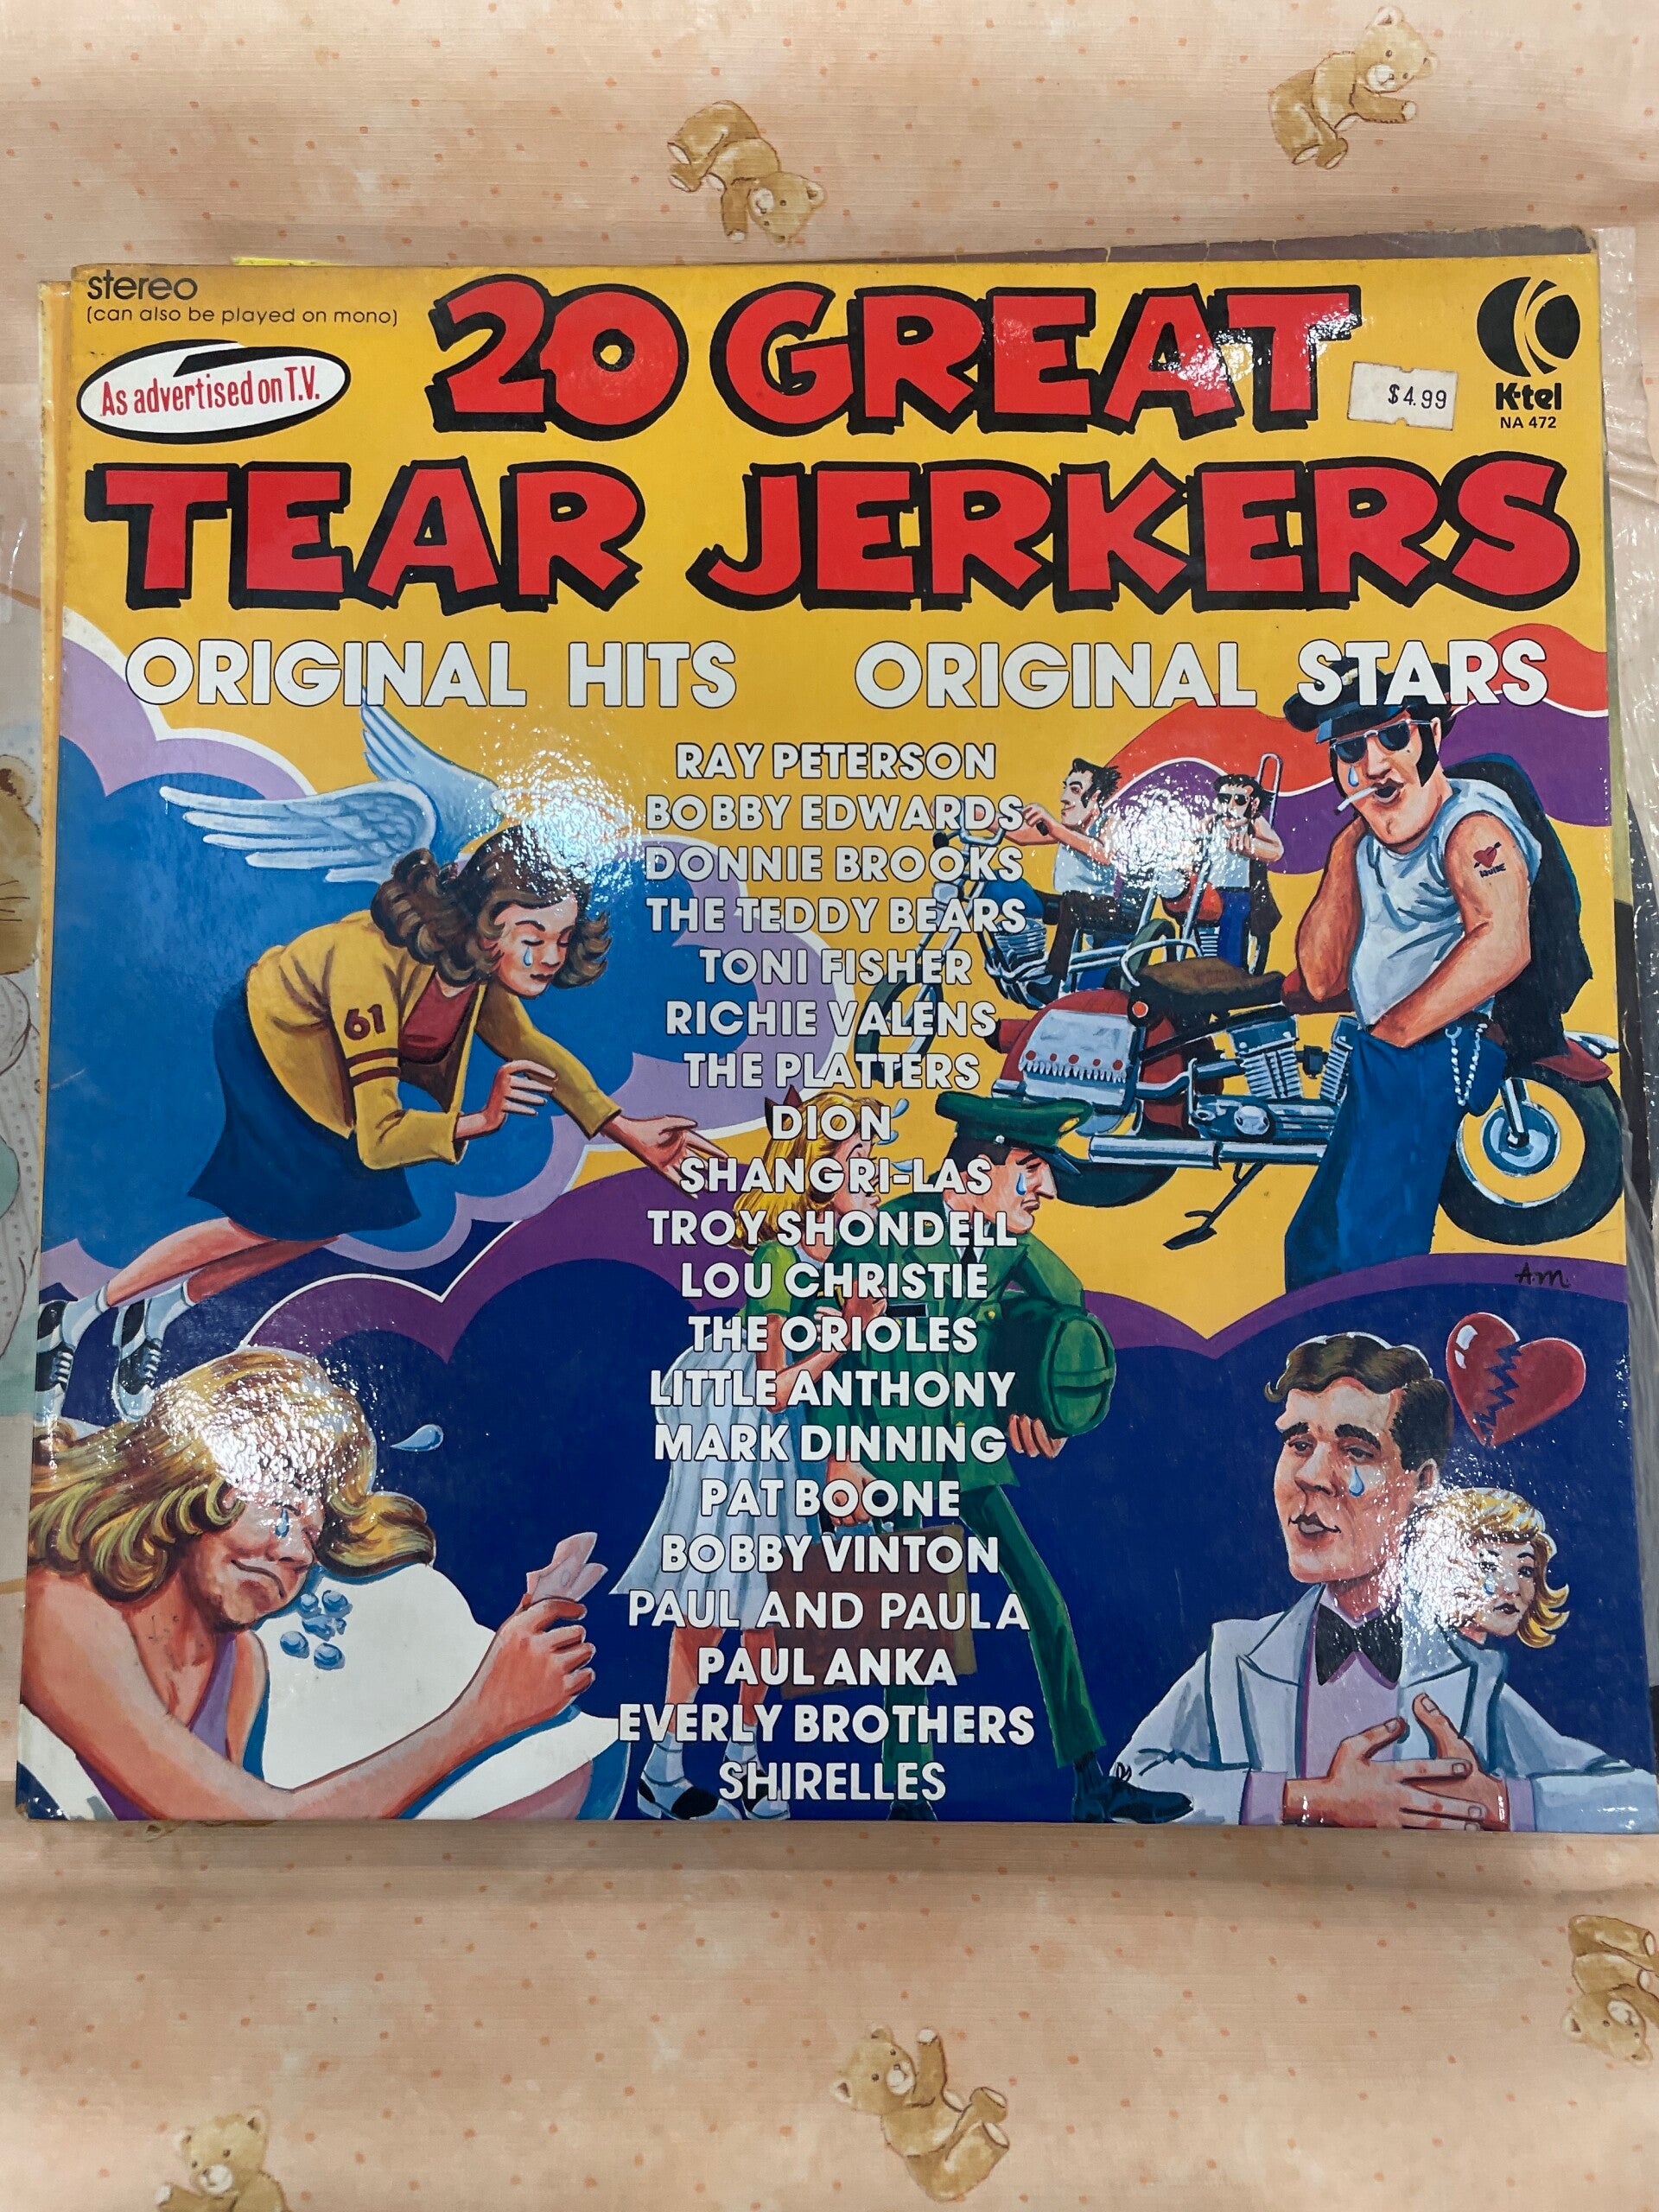 stereo
(can also be played on mono)
As advertised on T.V.
20 GREAT
$4.99
K-tel
NA 472
TEAR JERKERS
ORIGINAL HITS ORIGINAL STARS
RAY PETERSON
BOBBY EDWARDS
DONNIE BROOKS
THE TEDDY BEARS
TONI FISHER
RICHIE VALENS
THE PLATTERS
DION
SHANGRI-LAS
TROY SHONDELL
LOU CHRISTIE
THE ORIOLES
LITTLE ANTHONY
MARK DINNING
PAT BOONE
BOBBY VINTON
PAUL AND PAULA
PAUL ANKA
EVERLY BROTHERS
SHIRELLES
61
A.M.